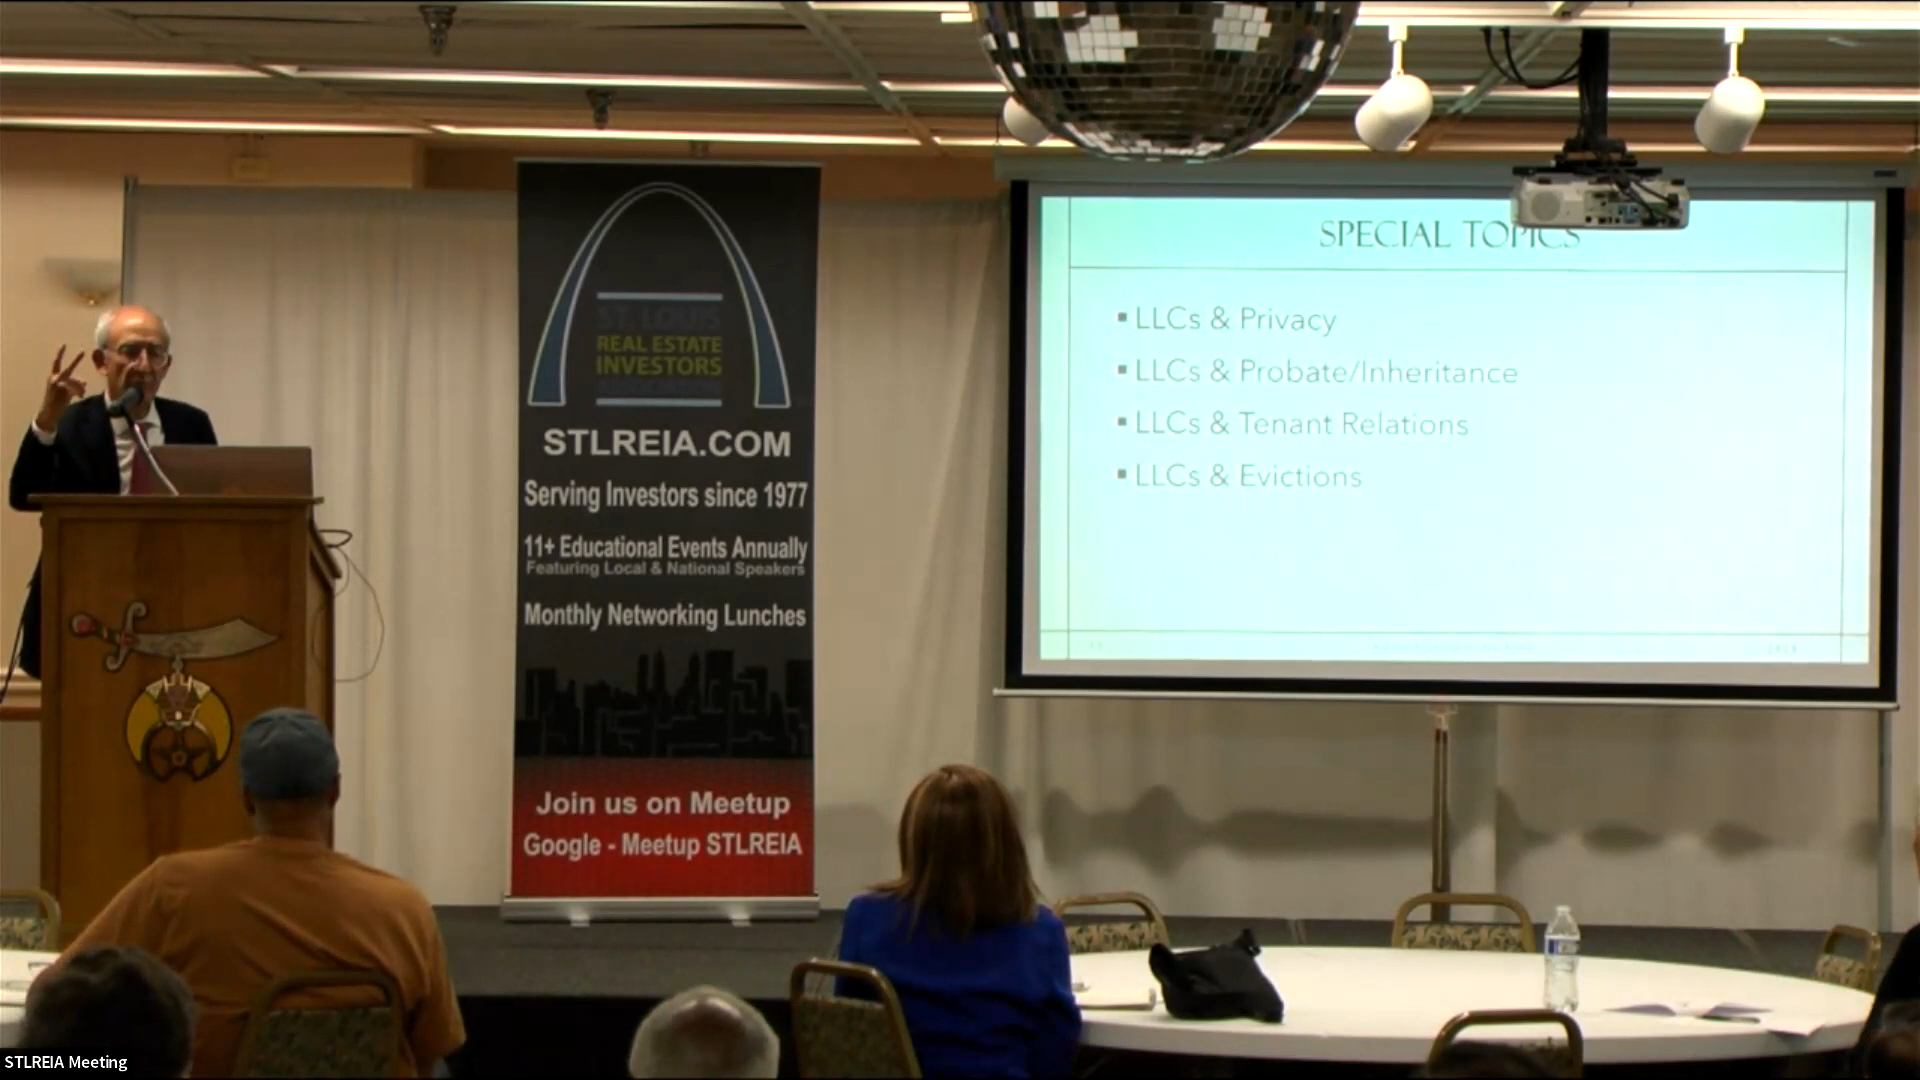 ST. LOUIS
REAL ESTATE
INVESTORS
STLREIA.COM
Serving Investors since 1977
11+ Educational Events Annually
Featuring Local & National Speakers
Monthly Networking Lunches
Join us on Meetup
Google - Meetup STLREIA
SPECIAL TOPICS
▪ LLCs & Privacy
▪ LLCs & Probate/Inheritance
▪ LLCs & Tenant Relations
▪ LLCs & Evictions
STLREIA Meeting